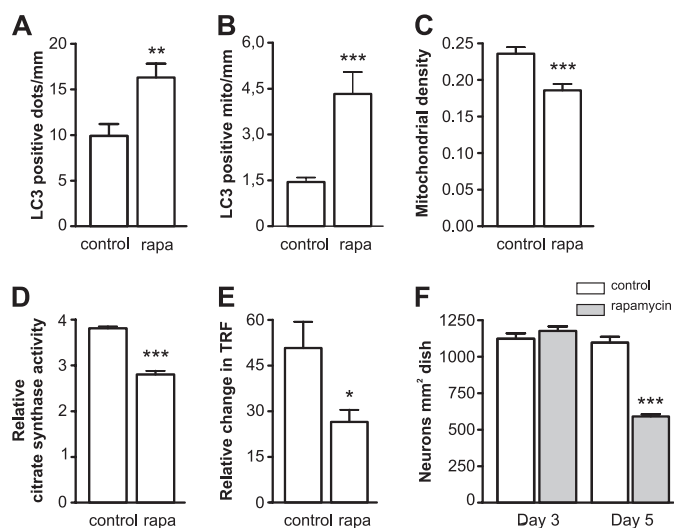 A
LC3 positive dots/mm
20
15
10
5
0
**
control rapa
B
LC3 positive mito/mm
6,0
4,5
3,0
1,5
0
***
control rapa
C
Mitochondrial density
0.25
0.20
0.15
0.10
0.05
0.00
***
control rapa
D
Relative
citrate synthase activity
4
3
2
1
0
***
control rapa
E
Relative change in TRF
60
45
30
15
0
*
control rapa
F
control
rapamycin
Neurons mm² dish
1250
1000
750
500
250
0
***
Day 3 Day 5